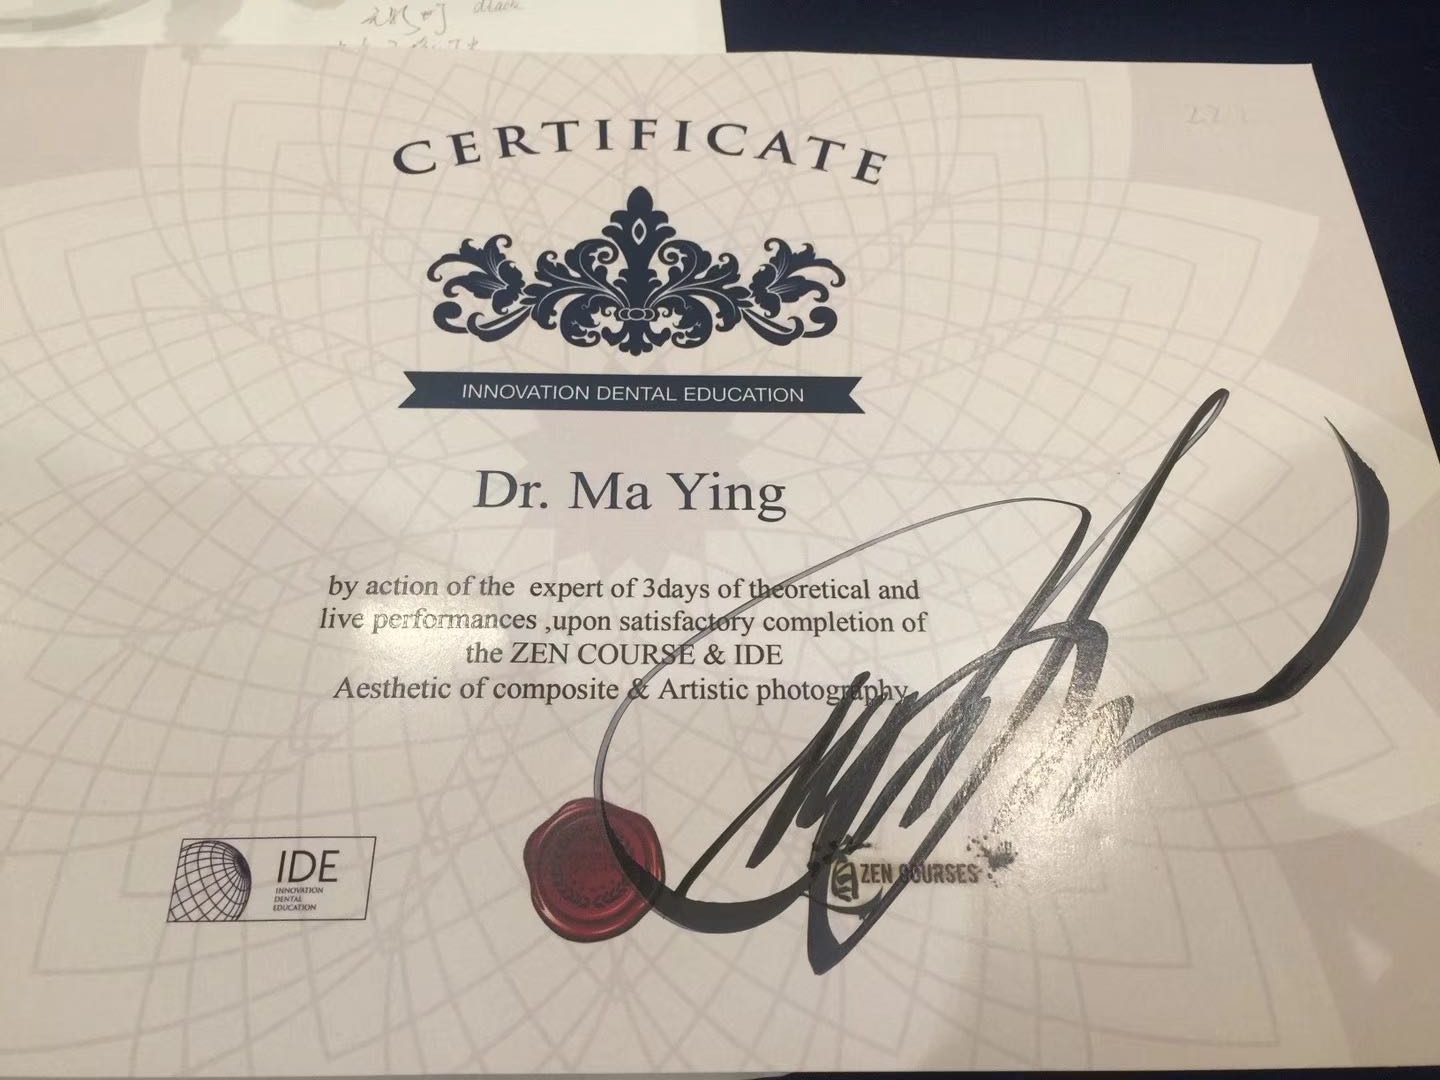 dlack
CERTIFICATE
INNOVATION DENTAL EDUCATION
Dr. Ma Ying
by action of the expert of 3days of theoretical and
live performances ,upon satisfactory completion of
the ZEN COURSE & IDE
Aesthetic of composite & Artistic photography
IDE
INNOVATION
DENTAL
EDUCATION
ZEN COURSES